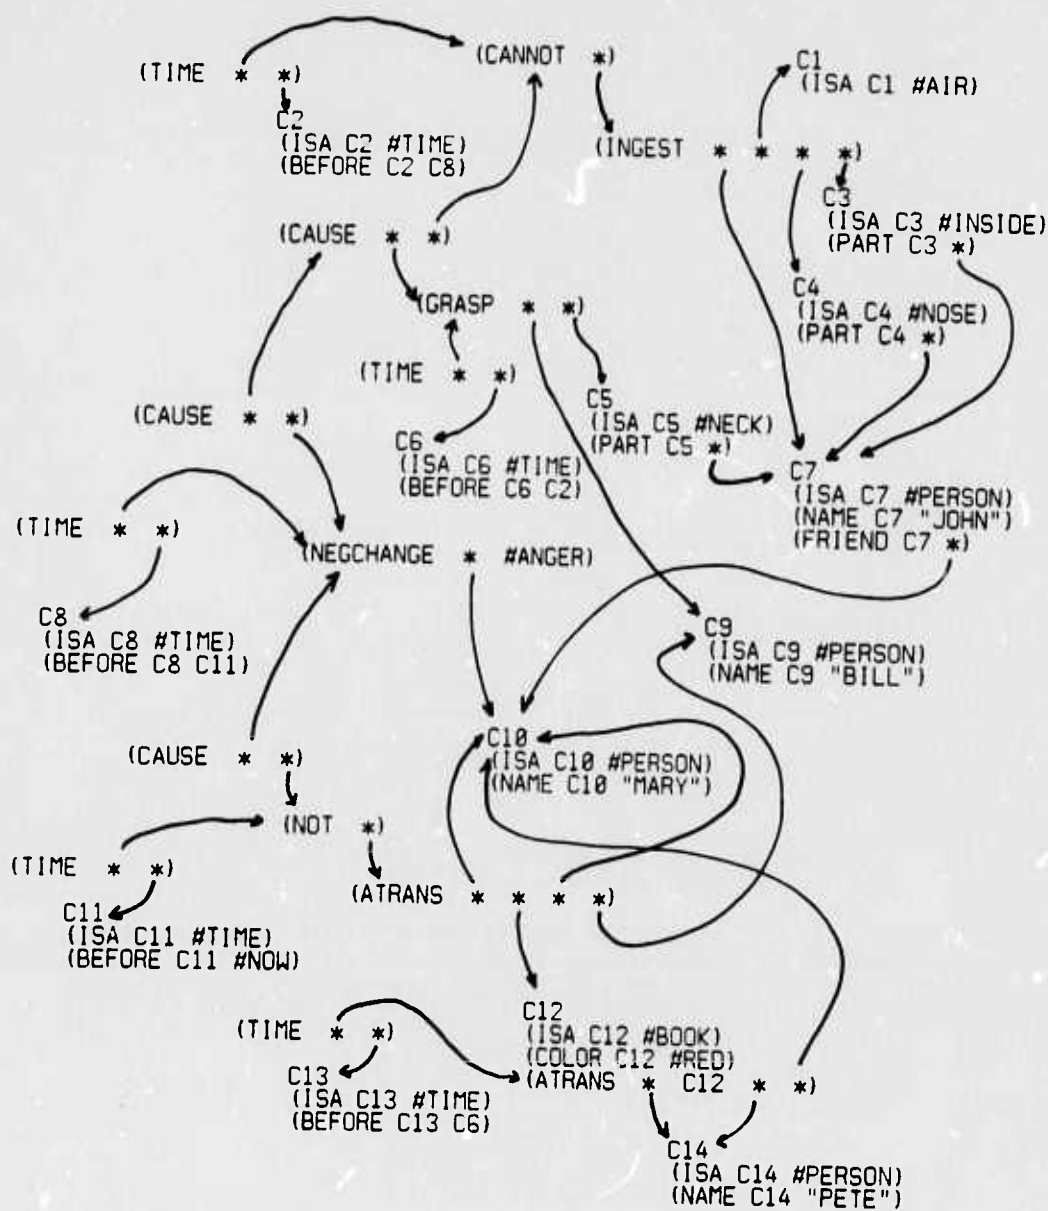 (CANNOT *)
C1
(TIME * *)
(ISA C1 #AIR)
C2
(ISA C2 #TIME)
(BEFORE C2 C8)
(INGEST * * * *)
C3
(ISA C3 #INSIDE)
(PART C3 *)
(CAUSE * *)
C4
(ISA C4 #NOSE)
(PART C4 *)
(GRASP * *)
(TIME * *)
C5
(ISA C5 #NECK)
(PART C5 *)
(CAUSE * *)
C6
(ISA C6 #TIME)
(BEFORE C6 C2)
C7
(ISA C7 #PERSON)
(NAME C7 "JOHN")
(FRIEND C7 *)
(TIME * *)
(NEGCHANGE * #ANGER)
C8
(ISA C8 #TIME)
(BEFORE C8 C11)
C9
(ISA C9 #PERSON)
(NAME C9 "BILL")
(CAUSE * *)
C10
(ISA C10 #PERSON)
(NAME C10 "MARY")
(NOT *)
(TIME * *)
(ATRANS * * * *)
C11
(ISA C11 #TIME)
(BEFORE C11 #NOW)
C12
(ISA C12 #BOOK)
(COLOR C12 #RED)
(ATRANS * C12 * *)
(TIME * *)
C13
(ISA C13 #TIME)
(BEFORE C13 C6)
C14
(ISA C14 #PERSON)
(NAME C14 "PETE")